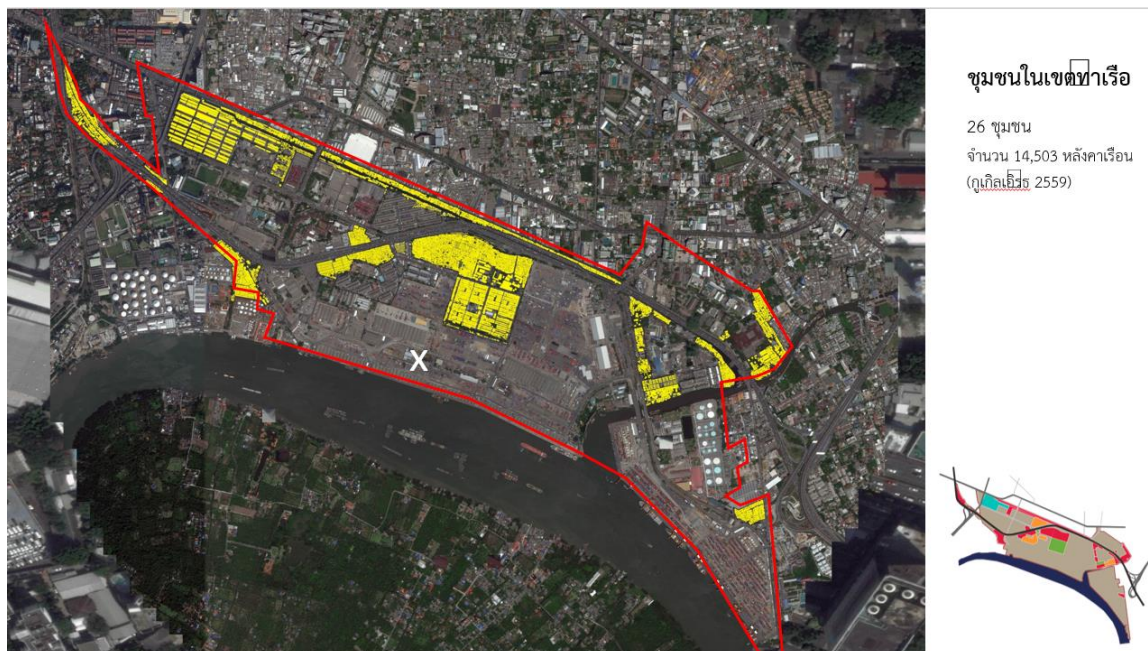 X
ชุมชนในเขตท่าเรือ
26 ชุมชน
จำนวน 14,503 หลังคาเรือน
(กูเกิลเอิร์ธ 2559)